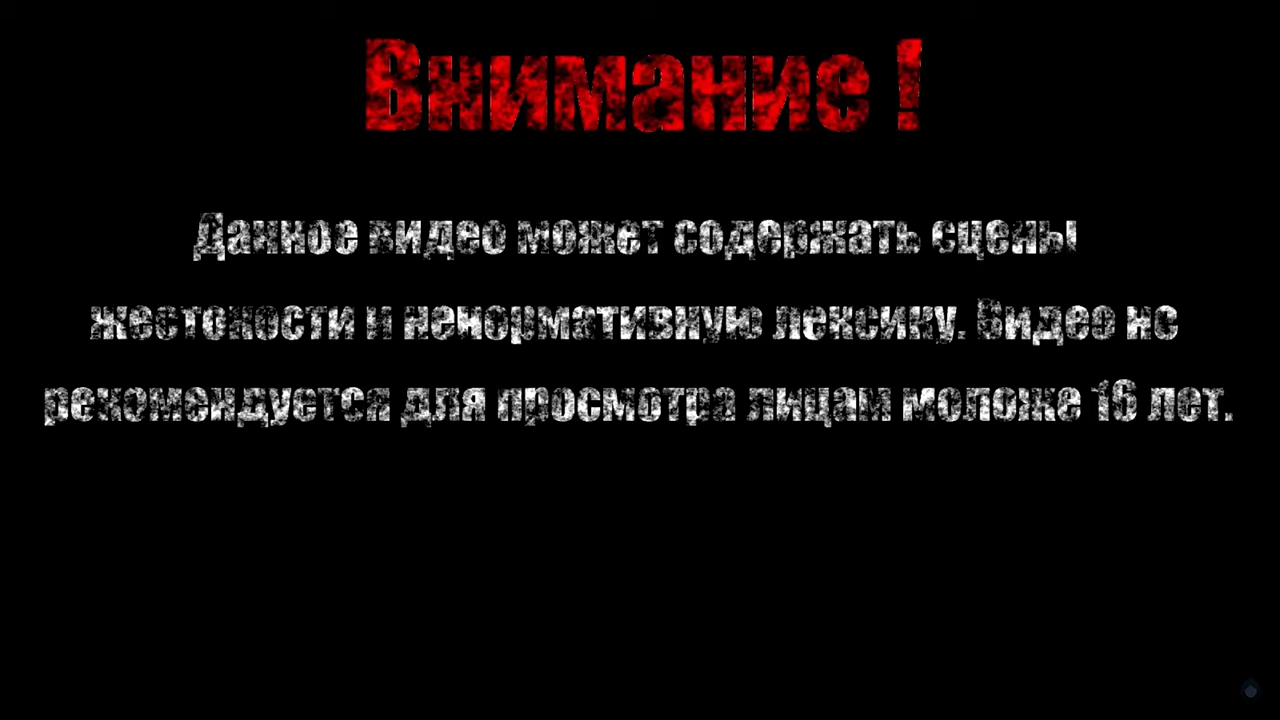 Внимание !
Данное видео может содержать сцены
жестокости и ненормативную лексику. Видео не
рекомендуется для просмотра лицам моложе 16 лет.